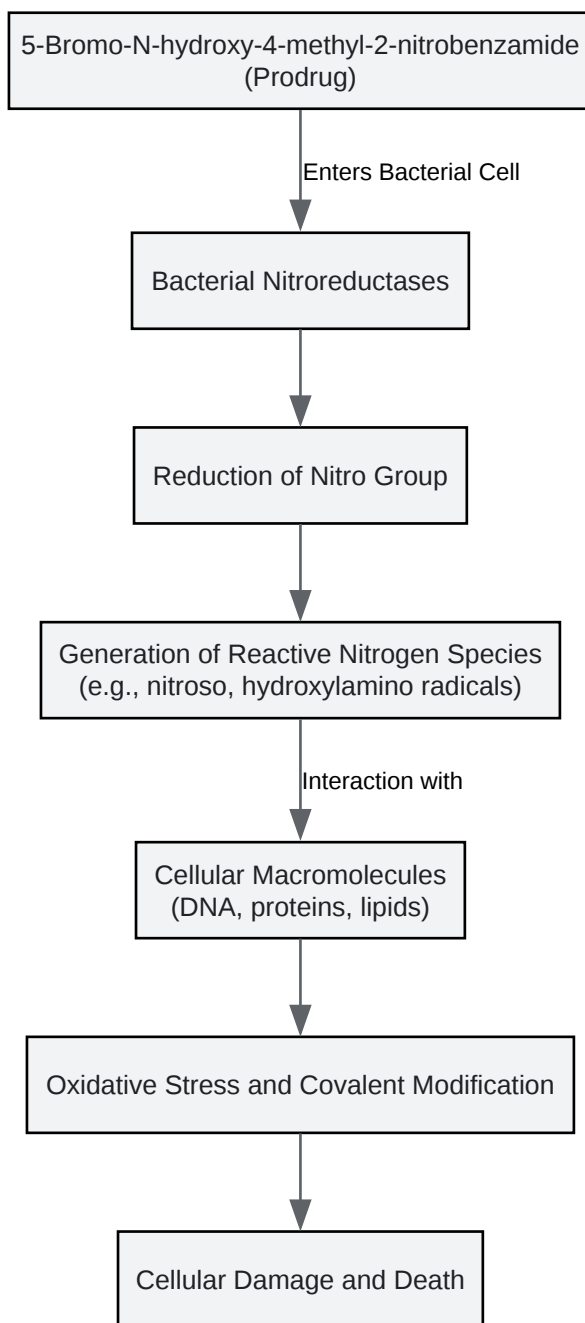 5-Bromo-N-hydroxy-4-methyl-2-nitrobenzamide
(Prodrug)
Enters Bacterial Cell
Bacterial Nitroreductases
Reduction of Nitro Group
Generation of Reactive Nitrogen Species
(e.g., nitroso, hydroxylamino radicals)
Interaction with
Cellular Macromolecules
(DNA, proteins, lipids)
Oxidative Stress and Covalent Modification
Cellular Damage and Death